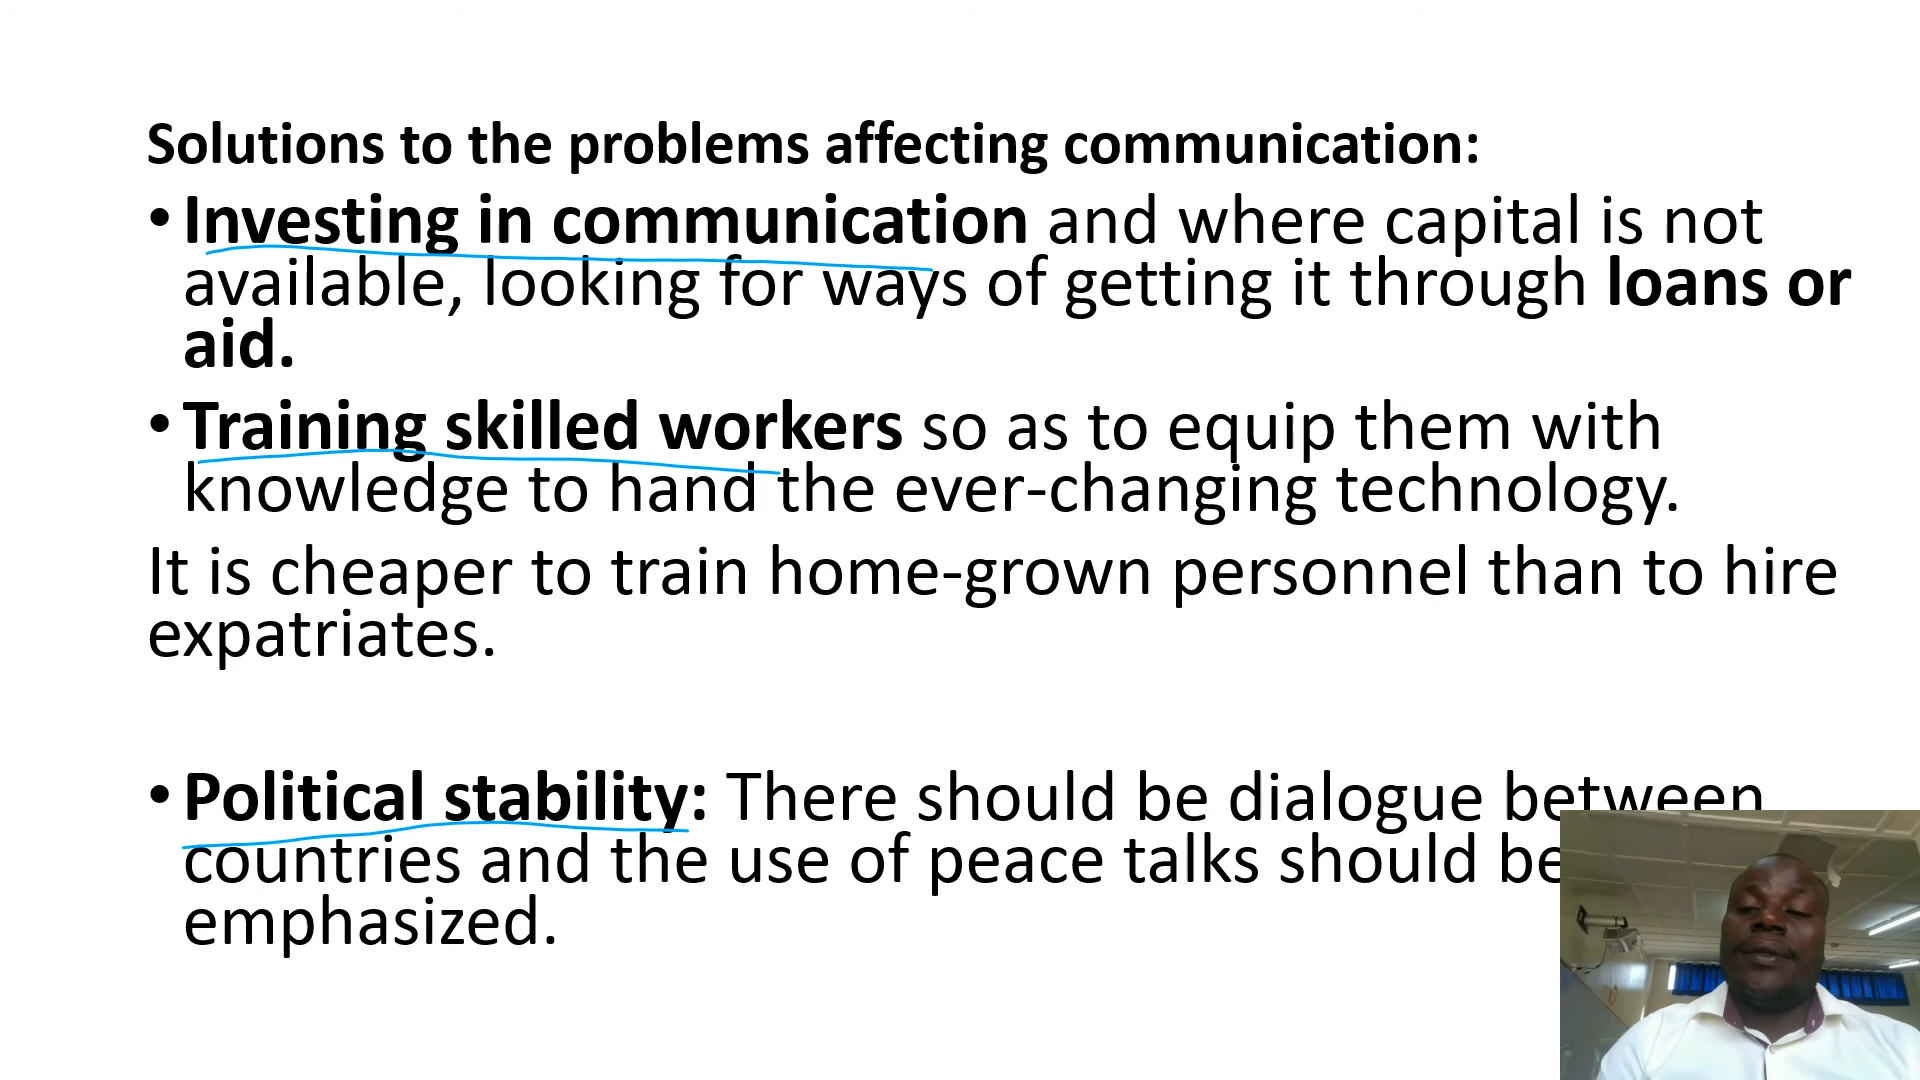 Solutions to the problems affecting communication:
• Investing in communication and where capital is not
available, looking for ways of getting it through loans or
aid.
• Training skilled workers so as to equip them with
knowledge to hand the ever-changing technology.
It is cheaper to train home-grown personnel than to hire
expatriates.
• Political stability: There should be dialogue between
countries and the use of peace talks should be
emphasized.